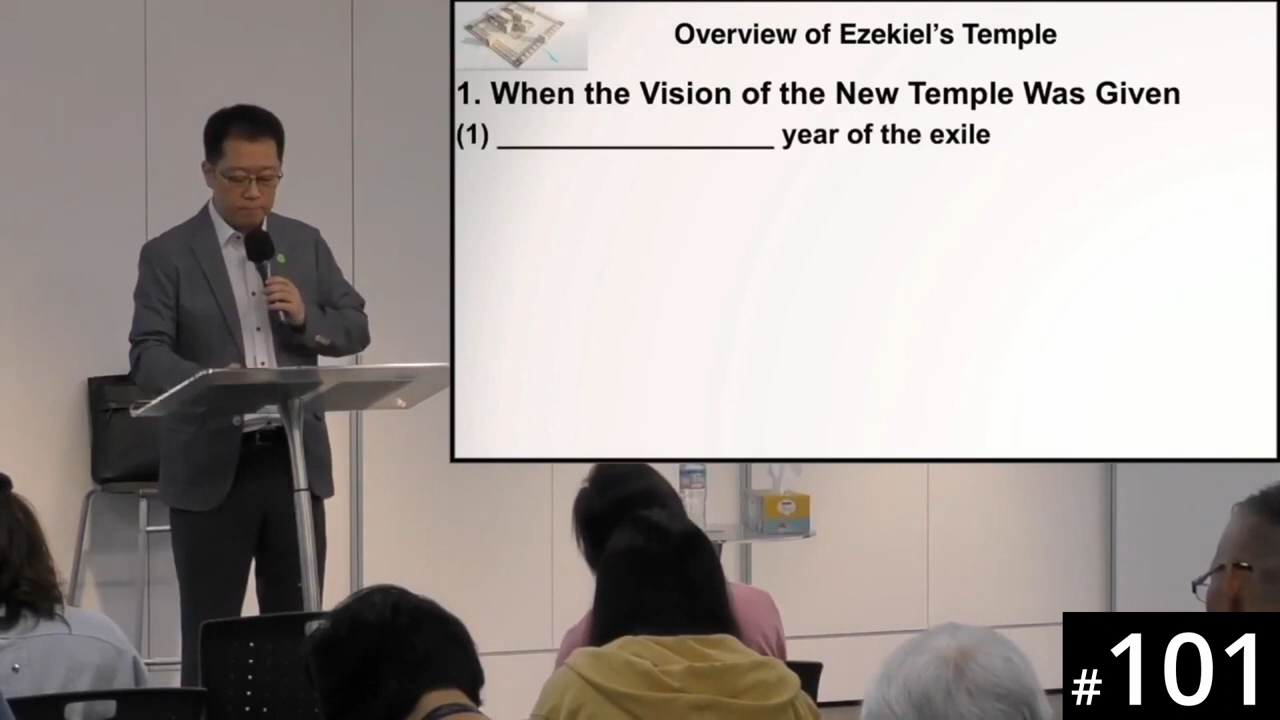 Overview of Ezekiel's Temple
1. When the Vision of the New Temple Was Given
(1) __________________ year of the exile
#101